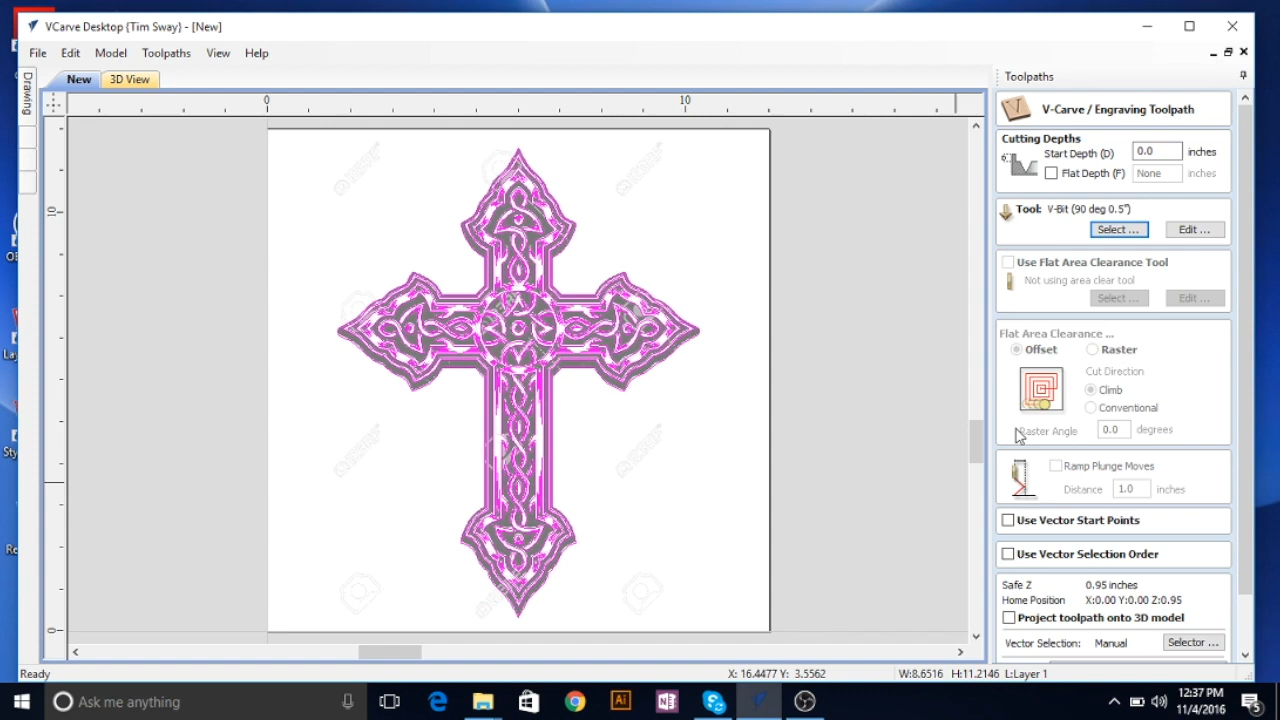 VCarve Desktop {Tim Sway} - [New]
File Edit Model Toolpaths View Help
Drawing
New 3D View
0 10
10
0
Toolpaths
V-Carve / Engraving Toolpath
Cutting Depths
Start Depth (D) 0.0 inches
Flat Depth (F) None inches
Tool: V-Bit (90 deg 0.5")
Select ... Edit ...
Use Flat Area Clearance Tool
Not using area clear tool
Select ... Edit ...
Flat Area Clearance ...
Offset Raster
Cut Direction
Climb
Conventional
Raster Angle 0.0 degrees
Ramp Plunge Moves
Distance 1.0 inches
Use Vector Start Points
Use Vector Selection Order
Safe Z 0.95 inches
Home Position X:0.00 Y:0.00 Z:0.95
Project toolpath onto 3D model
Vector Selection: Manual Selector ...
Ready X: 16.4477 Y: 3.5562 W:8.6516 H:11.2146 L:Layer 1
Ask me anything
12:37 PM
11/4/2016
5